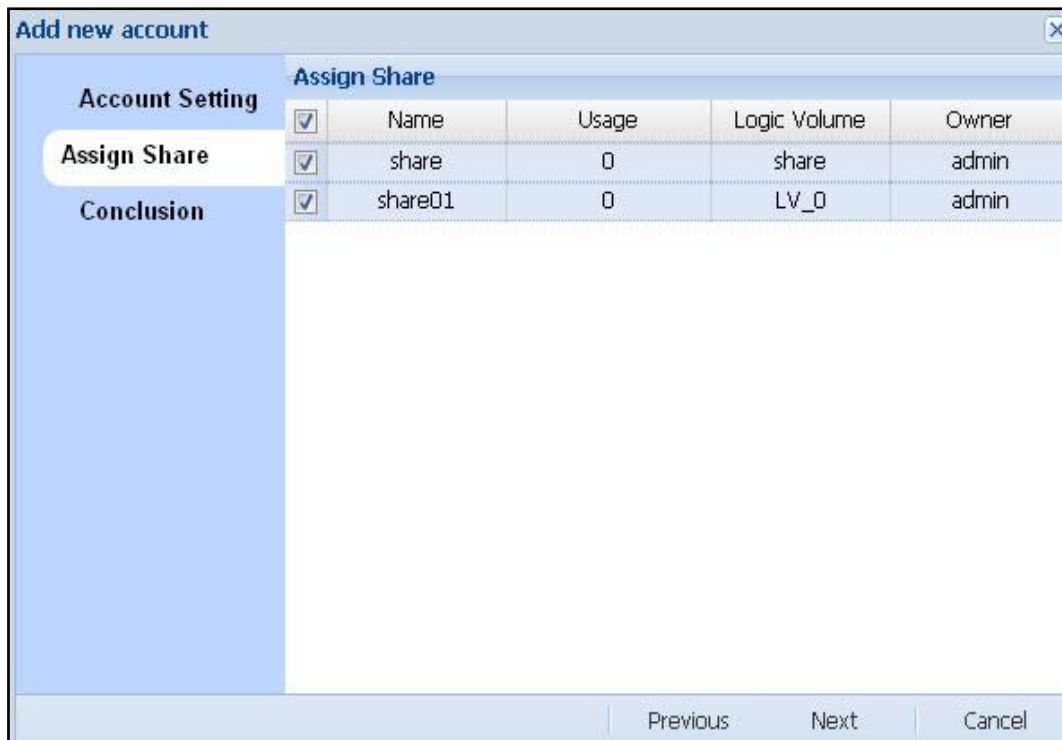 Add new account
Account Setting
Assign Share
Conclusion
Assign Share
Name Usage Logic Volume Owner
share 0 share admin
share01 0 LV_0 admin
Previous Next Cancel